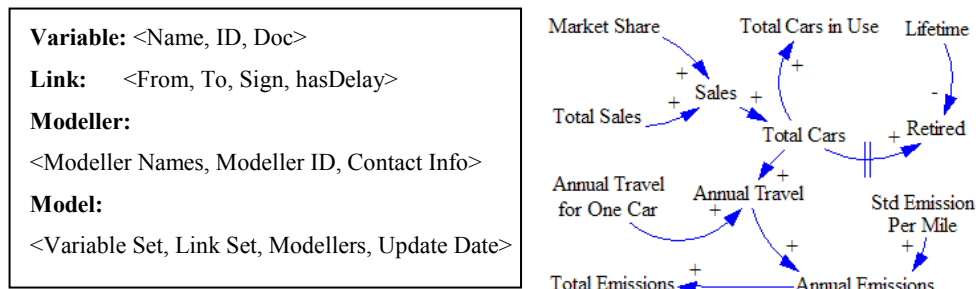 Variable: <Name, ID, Doc>
Link: <From, To, Sign, hasDelay>
Modeller:
<Modeller Names, Modeller ID, Contact Info>
Model:
<Variable Set, Link Set, Modellers, Update Date>
Market Share
Total Cars in Use
Lifetime
+
+
-
Sales
+
+
Total Sales
Total Cars
+
Retired
+
Annual Travel
for One Car
Annual Travel
+
Std Emission
Per Mile
+
+
+
Total Emissions
Annual Emissions